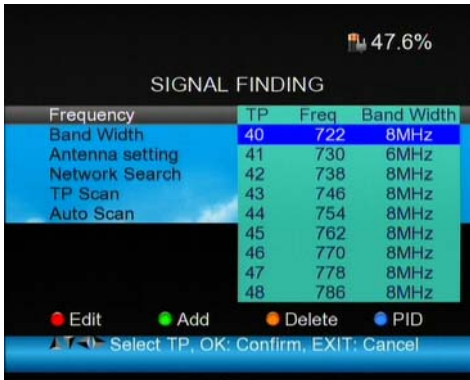 47.6%
SIGNAL FINDING
Frequency TP Freq Band Width
Band Width 40 722 8MHz
Antenna setting 41 730 6MHz
Network Search 42 738 8MHz
TP Scan 43 746 8MHz
Auto Scan 44 754 8MHz
45 762 8MHz
46 770 8MHz
47 778 8MHz
48 786 8MHz
Edit Add Delete PID
Select TP, OK: Confirm, EXIT: Cancel